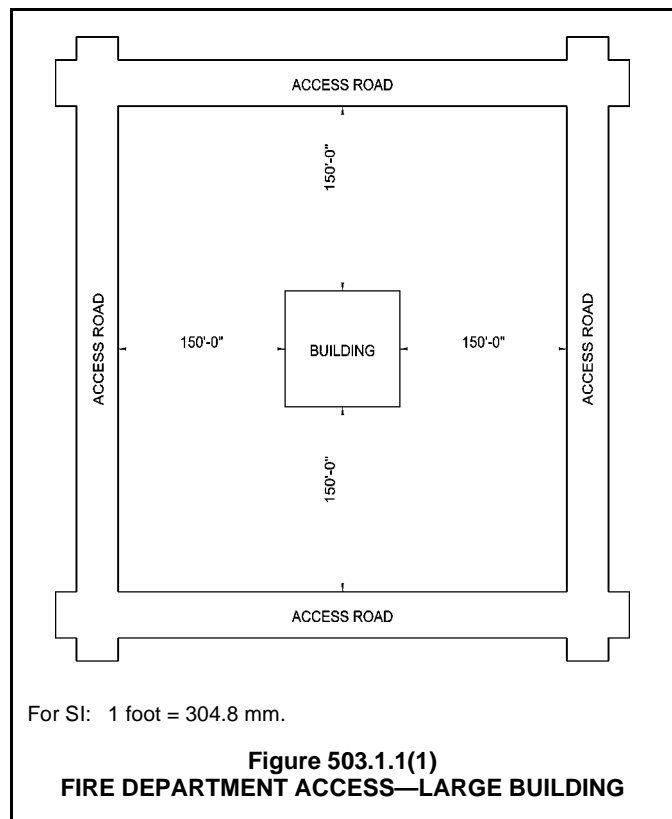 ACCESS ROAD
150'-0"
ACCESS ROAD
150'-0"
BUILDING
150'-0"
ACCESS ROAD
150'-0"
ACCESS ROAD
For SI: 1 foot = 304.8 mm.
Figure 503.1.1(1)
FIRE DEPARTMENT ACCESS—LARGE BUILDING